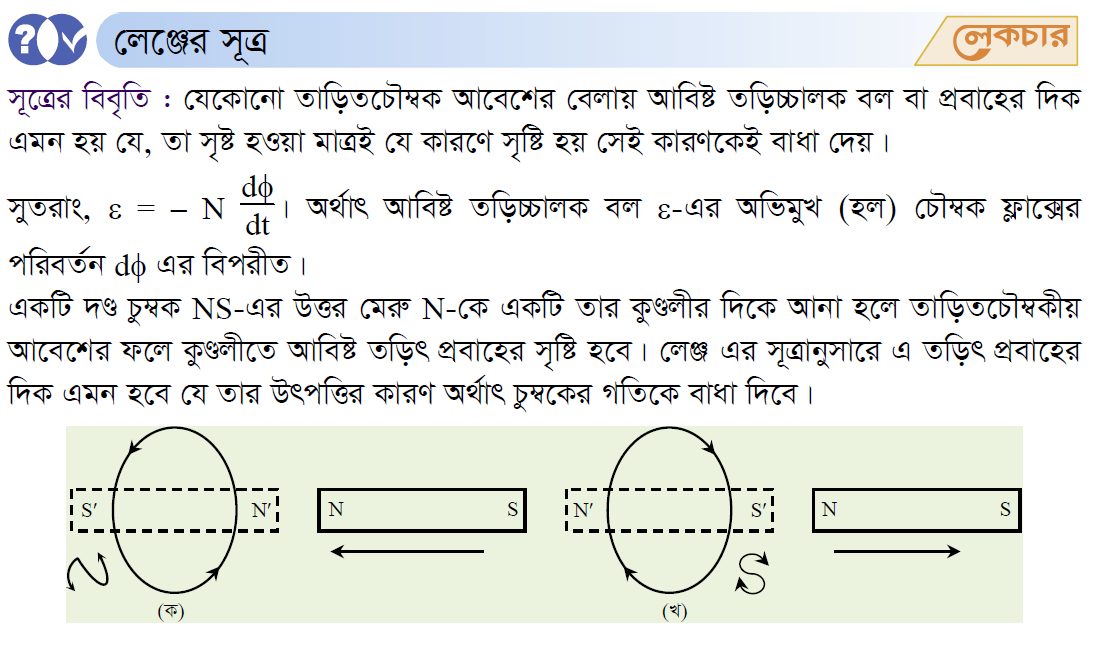 লেঞ্জের সূত্র
লেকচার
সূত্রের বিবৃতি : যেকোনো তাড়িতচৌম্বক আবেশের বেলায় আবিষ্ট তড়িচ্চালক বল বা প্রবাহের দিক
এমন হয় যে, তা সৃষ্ট হওয়া মাত্রই যে কারণে সৃষ্টি হয় সেই কারণকেই বাধা দেয়।
সুতরাং, ε = – N dϕ/dt। অর্থাৎ আবিষ্ট তড়িচ্চালক বল ε-এর অভিমুখ (হল) চৌম্বক ফ্লাক্সের
পরিবর্তন dϕ এর বিপরীত।
একটি দণ্ড চুম্বক NS-এর উত্তর মেরু N-কে একটি তার কুণ্ডলীর দিকে আনা হলে তাড়িতচৌম্বকীয়
আবেশের ফলে কুণ্ডলীতে আবিষ্ট তড়িৎ প্রবাহের সৃষ্টি হবে। লেঞ্জ এর সূত্রানুসারে এ তড়িৎ প্রবাহের
দিক এমন হবে যে তার উৎপত্তির কারণ অর্থাৎ চুম্বকের গতিকে বাধা দিবে।
S′ N′ N S N′ S′ N S
N S
(ক) (খ)